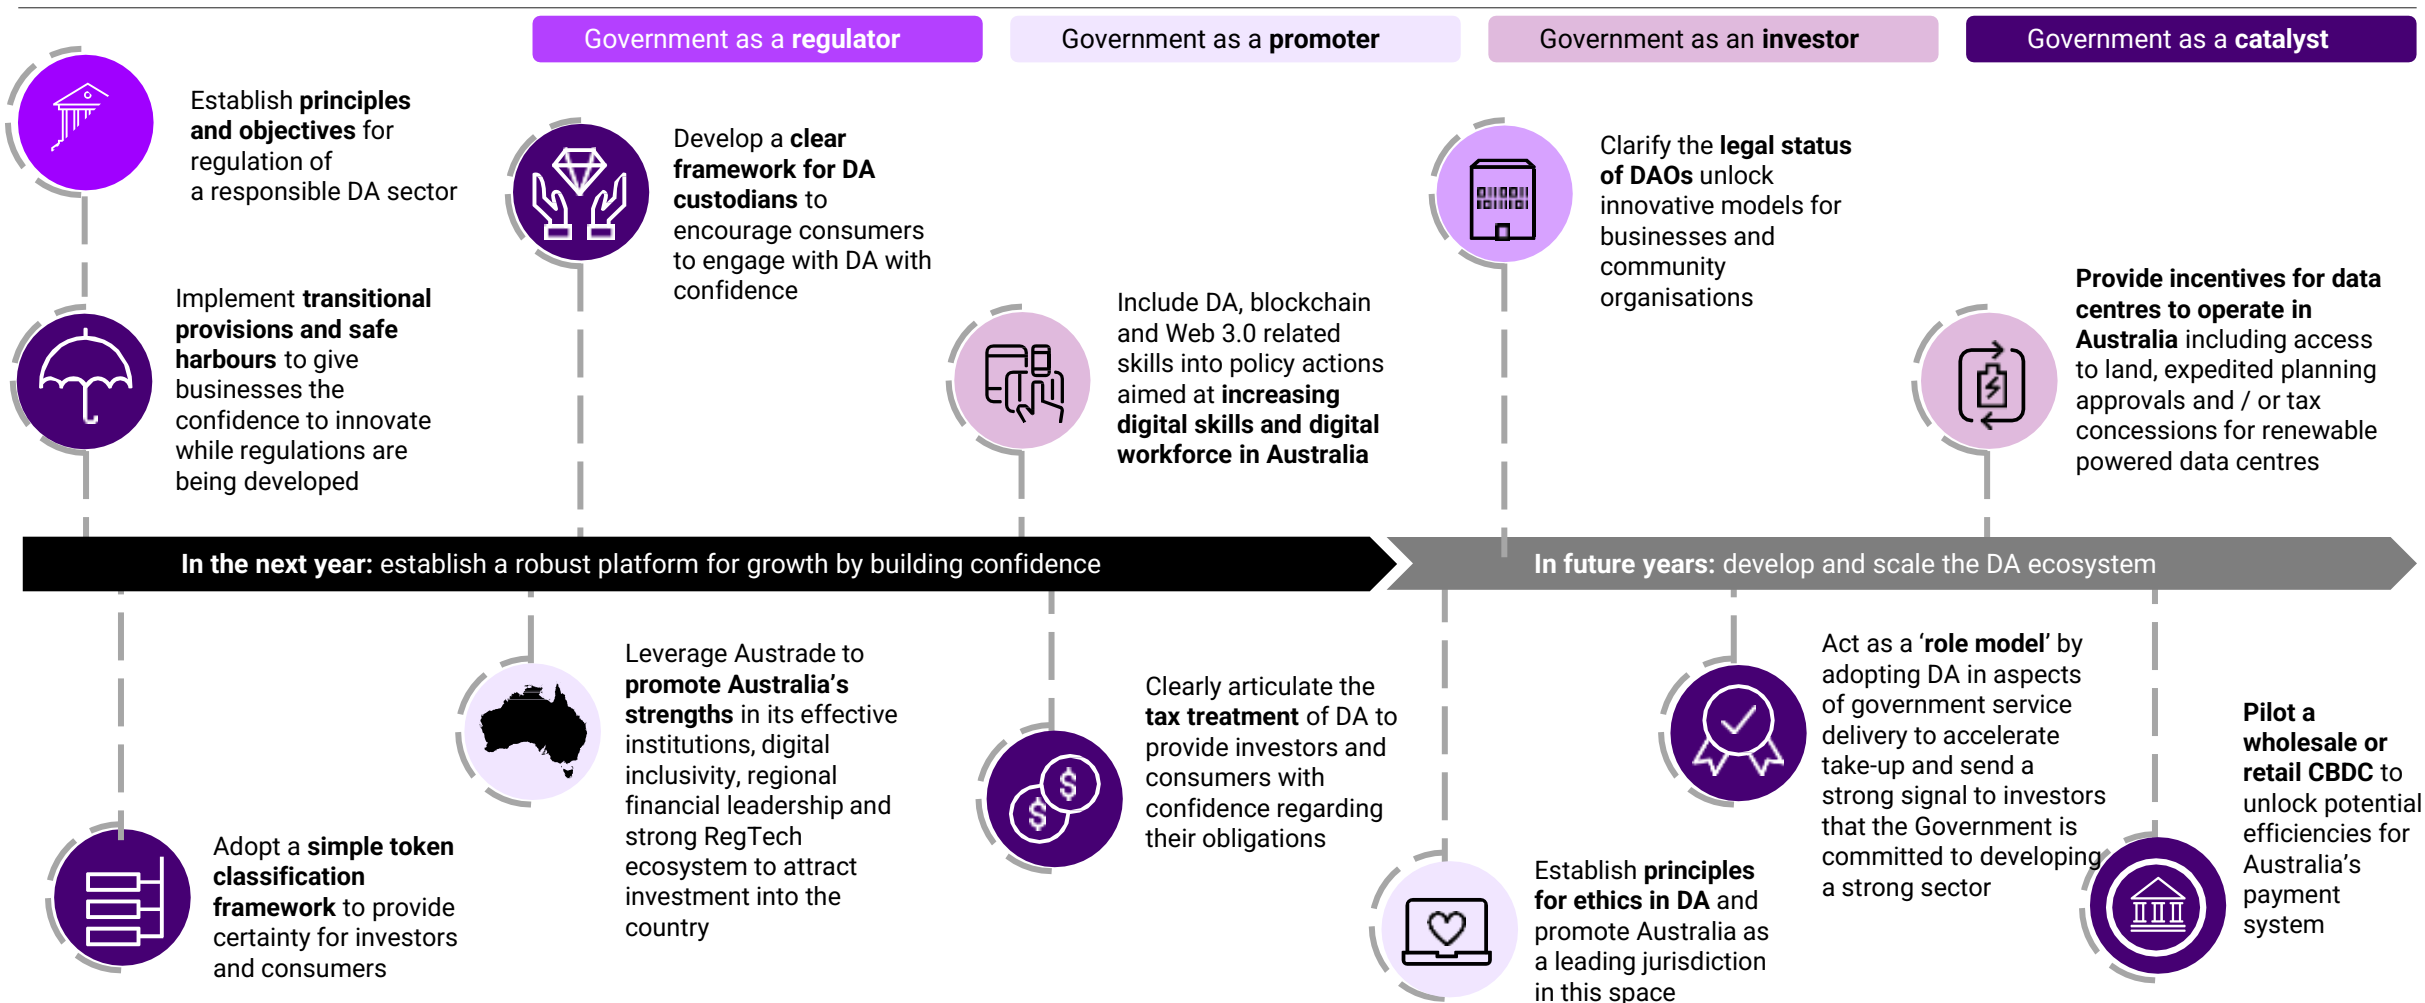 Government as a regulator
Government as a promoter
Government as an investor
Government as a catalyst
Establish principles
and objectives for
regulation of
a responsible DA sector
Implement transitional
provisions and safe
harbours to give
businesses the
confidence to innovate
while regulations are
being developed
Develop a clear
framework for DA
custodians to
encourage consumers
to engage with DA with
confidence
Include DA, blockchain
and Web 3.0 related
skills into policy actions
aimed at increasing
digital skills and digital
workforce in Australia
Clarify the legal status
of DAOs unlock
innovative models for
businesses and
community
organisations
Provide incentives for data
centres to operate in
Australia including access
to land, expedited planning
approvals and / or tax
concessions for renewable
powered data centres
In the next year: establish a robust platform for growth by building confidence
In future years: develop and scale the DA ecosystem
Adopt a simple token
classification
framework to provide
certainty for investors
and consumers
Leverage Austrade to
promote Australia’s
strengths in its effective
institutions, digital
inclusivity, regional
financial leadership and
strong RegTech
ecosystem to attract
investment into the
country
$
$
Clearly articulate the
tax treatment of DA to
provide investors and
consumers with
confidence regarding
their obligations
Establish principles
for ethics in DA and
promote Australia as
a leading jurisdiction
in this space
Act as a ‘role model’ by
adopting DA in aspects
of government service
delivery to accelerate
take-up and send a
strong signal to investors
that the Government is
committed to developing
a strong sector
Pilot a
wholesale or
retail CBDC to
unlock potential
efficiencies for
Australia’s
payment
system